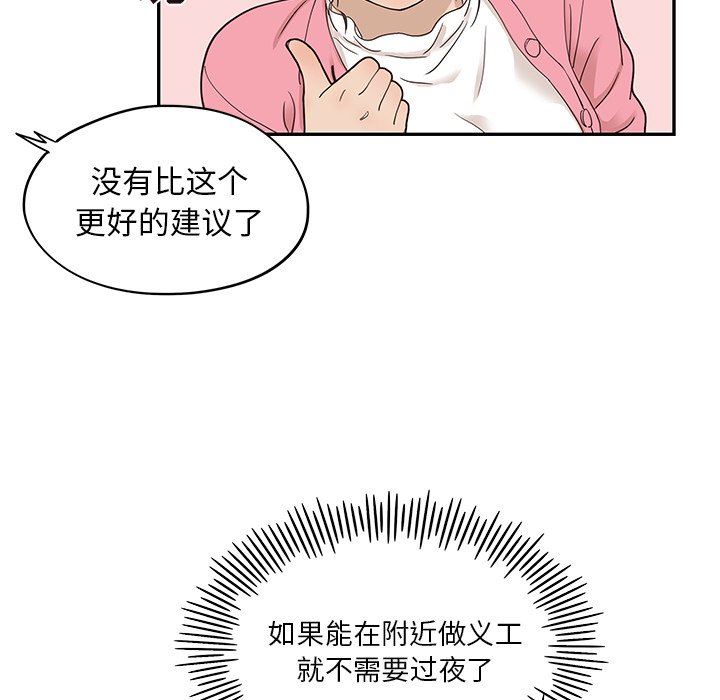 没有比这个
更好的建议了
如果能在附近做义工
就不需要过夜了